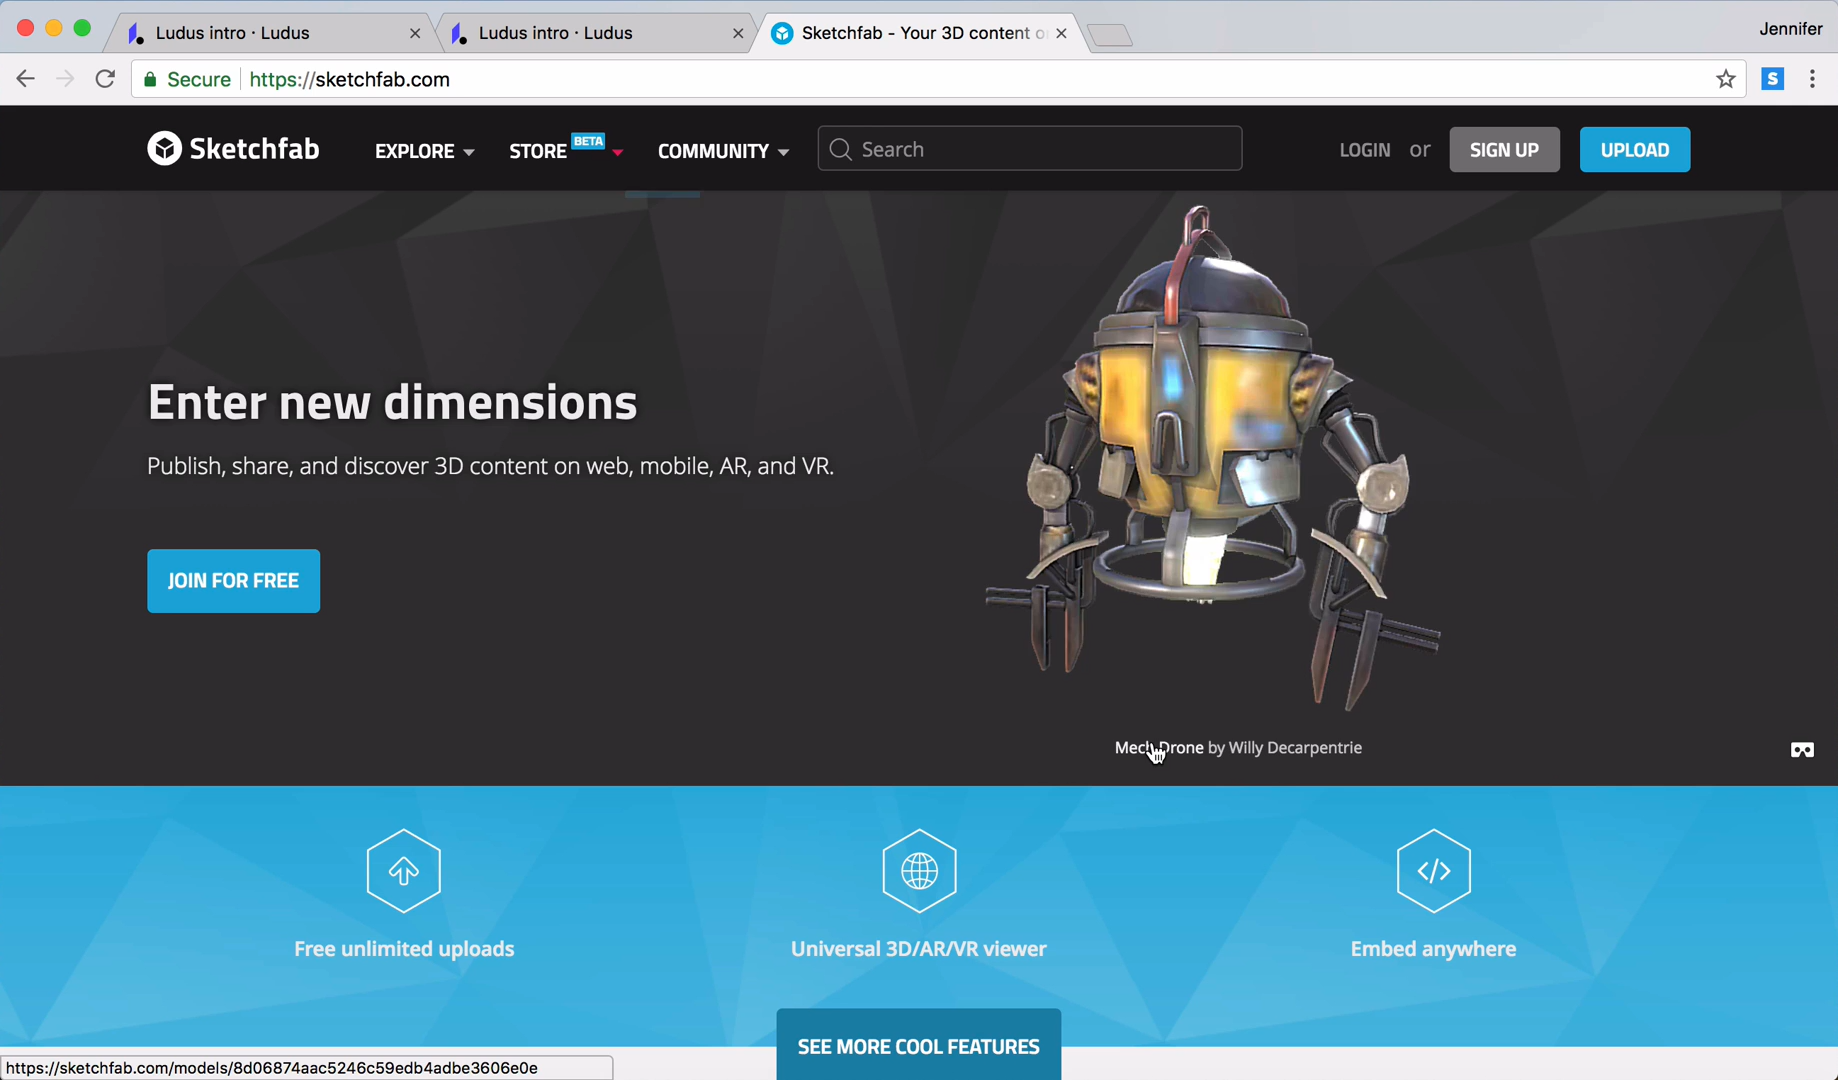 Ludus intro · Ludus
Ludus intro · Ludus
Sketchfab - Your 3D content o
Jennifer
Secure
https://sketchfab.com
S
Sketchfab
EXPLORE
STORE BETA
COMMUNITY
Search
LOGIN or
SIGN UP
UPLOAD
Enter new dimensions
Publish, share, and discover 3D content on web, mobile, AR, and VR.
JOIN FOR FREE
Mech Drone by Willy Decarpentrie
Free unlimited uploads
Universal 3D/AR/VR viewer
Embed anywhere
SEE MORE COOL FEATURES
https://sketchfab.com/models/8d06874aac5246c59edb4adbe3606e0e